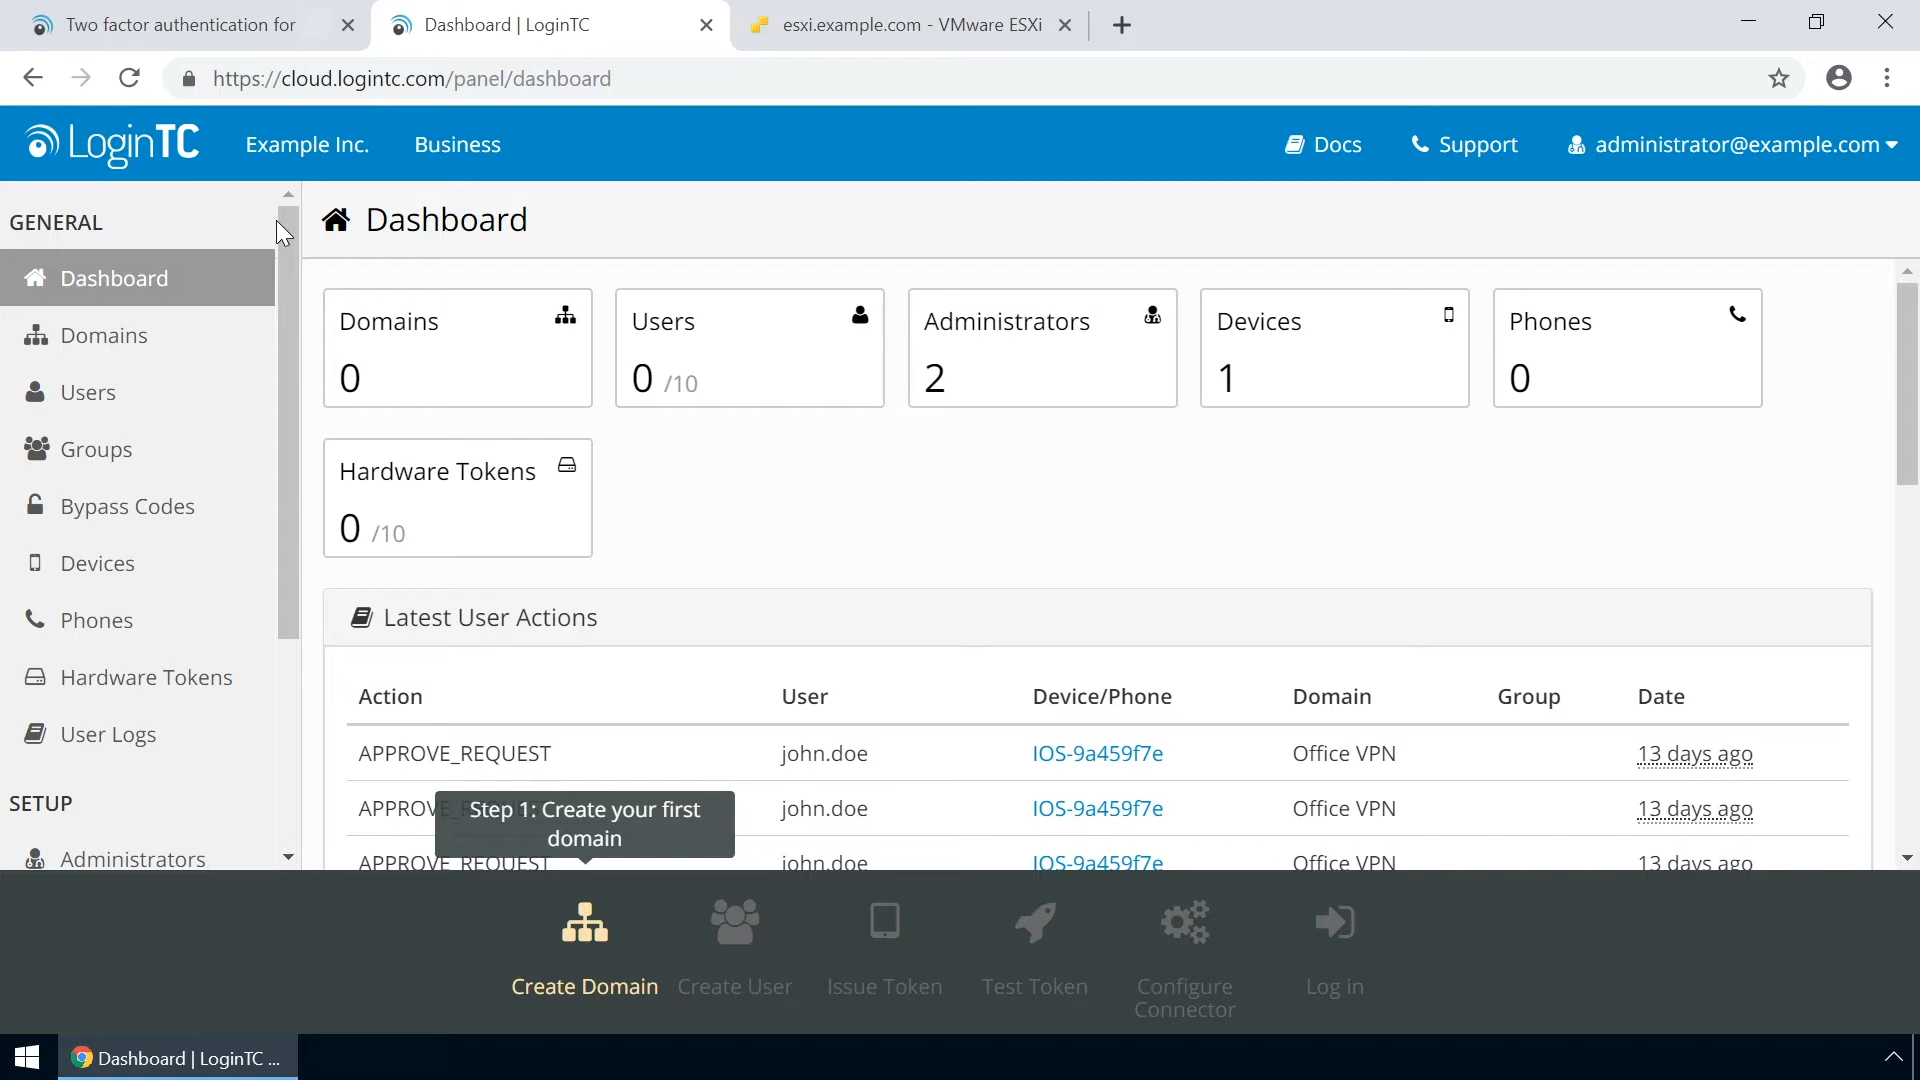 Two factor authentication for
Dashboard | LoginTC
esxi.example.com - VMware ESXi
https://cloud.logintc.com/panel/dashboard
LoginTC
Example Inc.
Business
Docs
Support
administrator@example.com
GENERAL
Dashboard
Domains
Users
Groups
Bypass Codes
Devices
Phones
Hardware Tokens
User Logs
SETUP
Administrators
Dashboard
Domains
0
Users
0 /10
Administrators
2
Devices
1
Phones
0
Hardware Tokens
0 /10
Latest User Actions
Action User Device/Phone Domain Group Date
APPROVE_REQUEST john.doe IOS-9a459f7e Office VPN 13 days ago
APPROVE_REQUEST john.doe IOS-9a459f7e Office VPN 13 days ago
APPROVE_REQUEST john.doe IOS-9a459f7e Office VPN 13 days ago
Step 1: Create your first
domain
Create Domain
Create User
Issue Token
Test Token
Configure
Connector
Log in
Dashboard | LoginTC ...